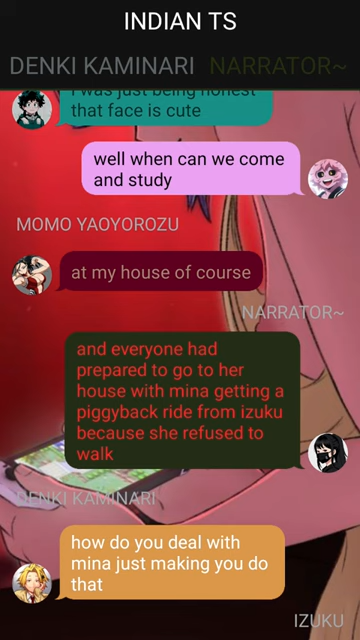 INDIAN TS
DENKI KAMINARI NARRATOR~
I was just being honest
that face is cute
well when can we come
and study
MOMO YAOYOROZU
at my house of course
NARRATOR~
and everyone had
prepared to go to her
house with mina getting a
piggyback ride from izuku
because she refused to
walk
DENKI KAMINARI
how do you deal with
mina just making you do
that
IZUKU